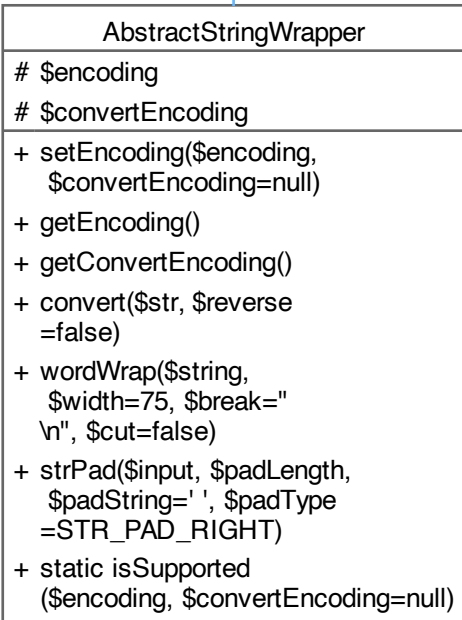 AbstractStringWrapper
# $encoding
# $convertEncoding
+ setEncoding($encoding,
$convertEncoding=null)
+ getEncoding()
+ getConvertEncoding()
+ convert($str, $reverse
=false)
+ wordWrap($string,
$width=75, $break="
\n", $cut=false)
+ strPad($input, $padLength,
$padString=' ', $padType
=STR_PAD_RIGHT)
+ static isSupported
($encoding, $convertEncoding=null)